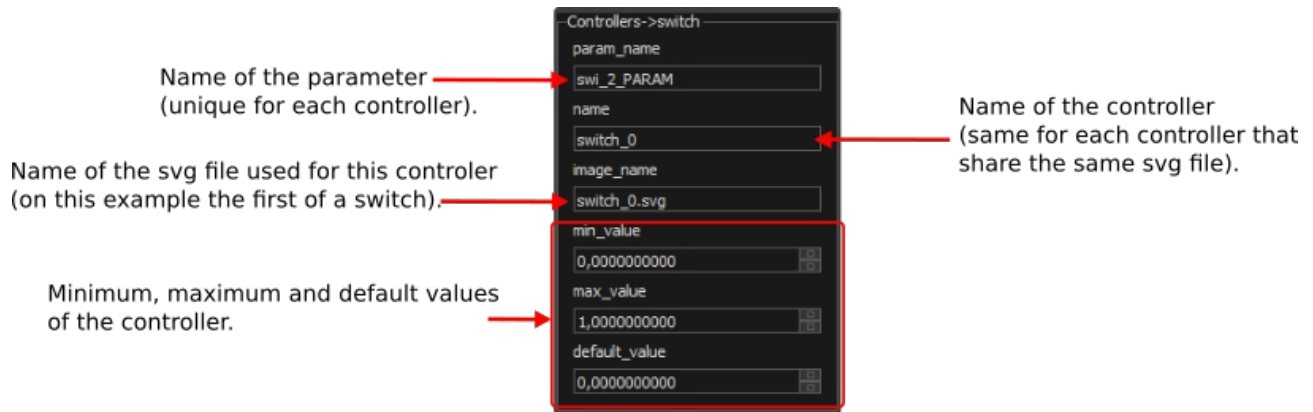 Controllers->switch
param_name
Name of the parameter
(unique for each controller).
swi_2_PARAM
name
Name of the controller
(same for each controller that
share the same svg file).
switch_0
Name of the svg file used for this controler
(on this example the first of a switch).
image_name
switch_0.svg
min_value
0,0000000000
Minimum, maximum and default values
of the controller.
max_value
1,0000000000
default_value
0,0000000000